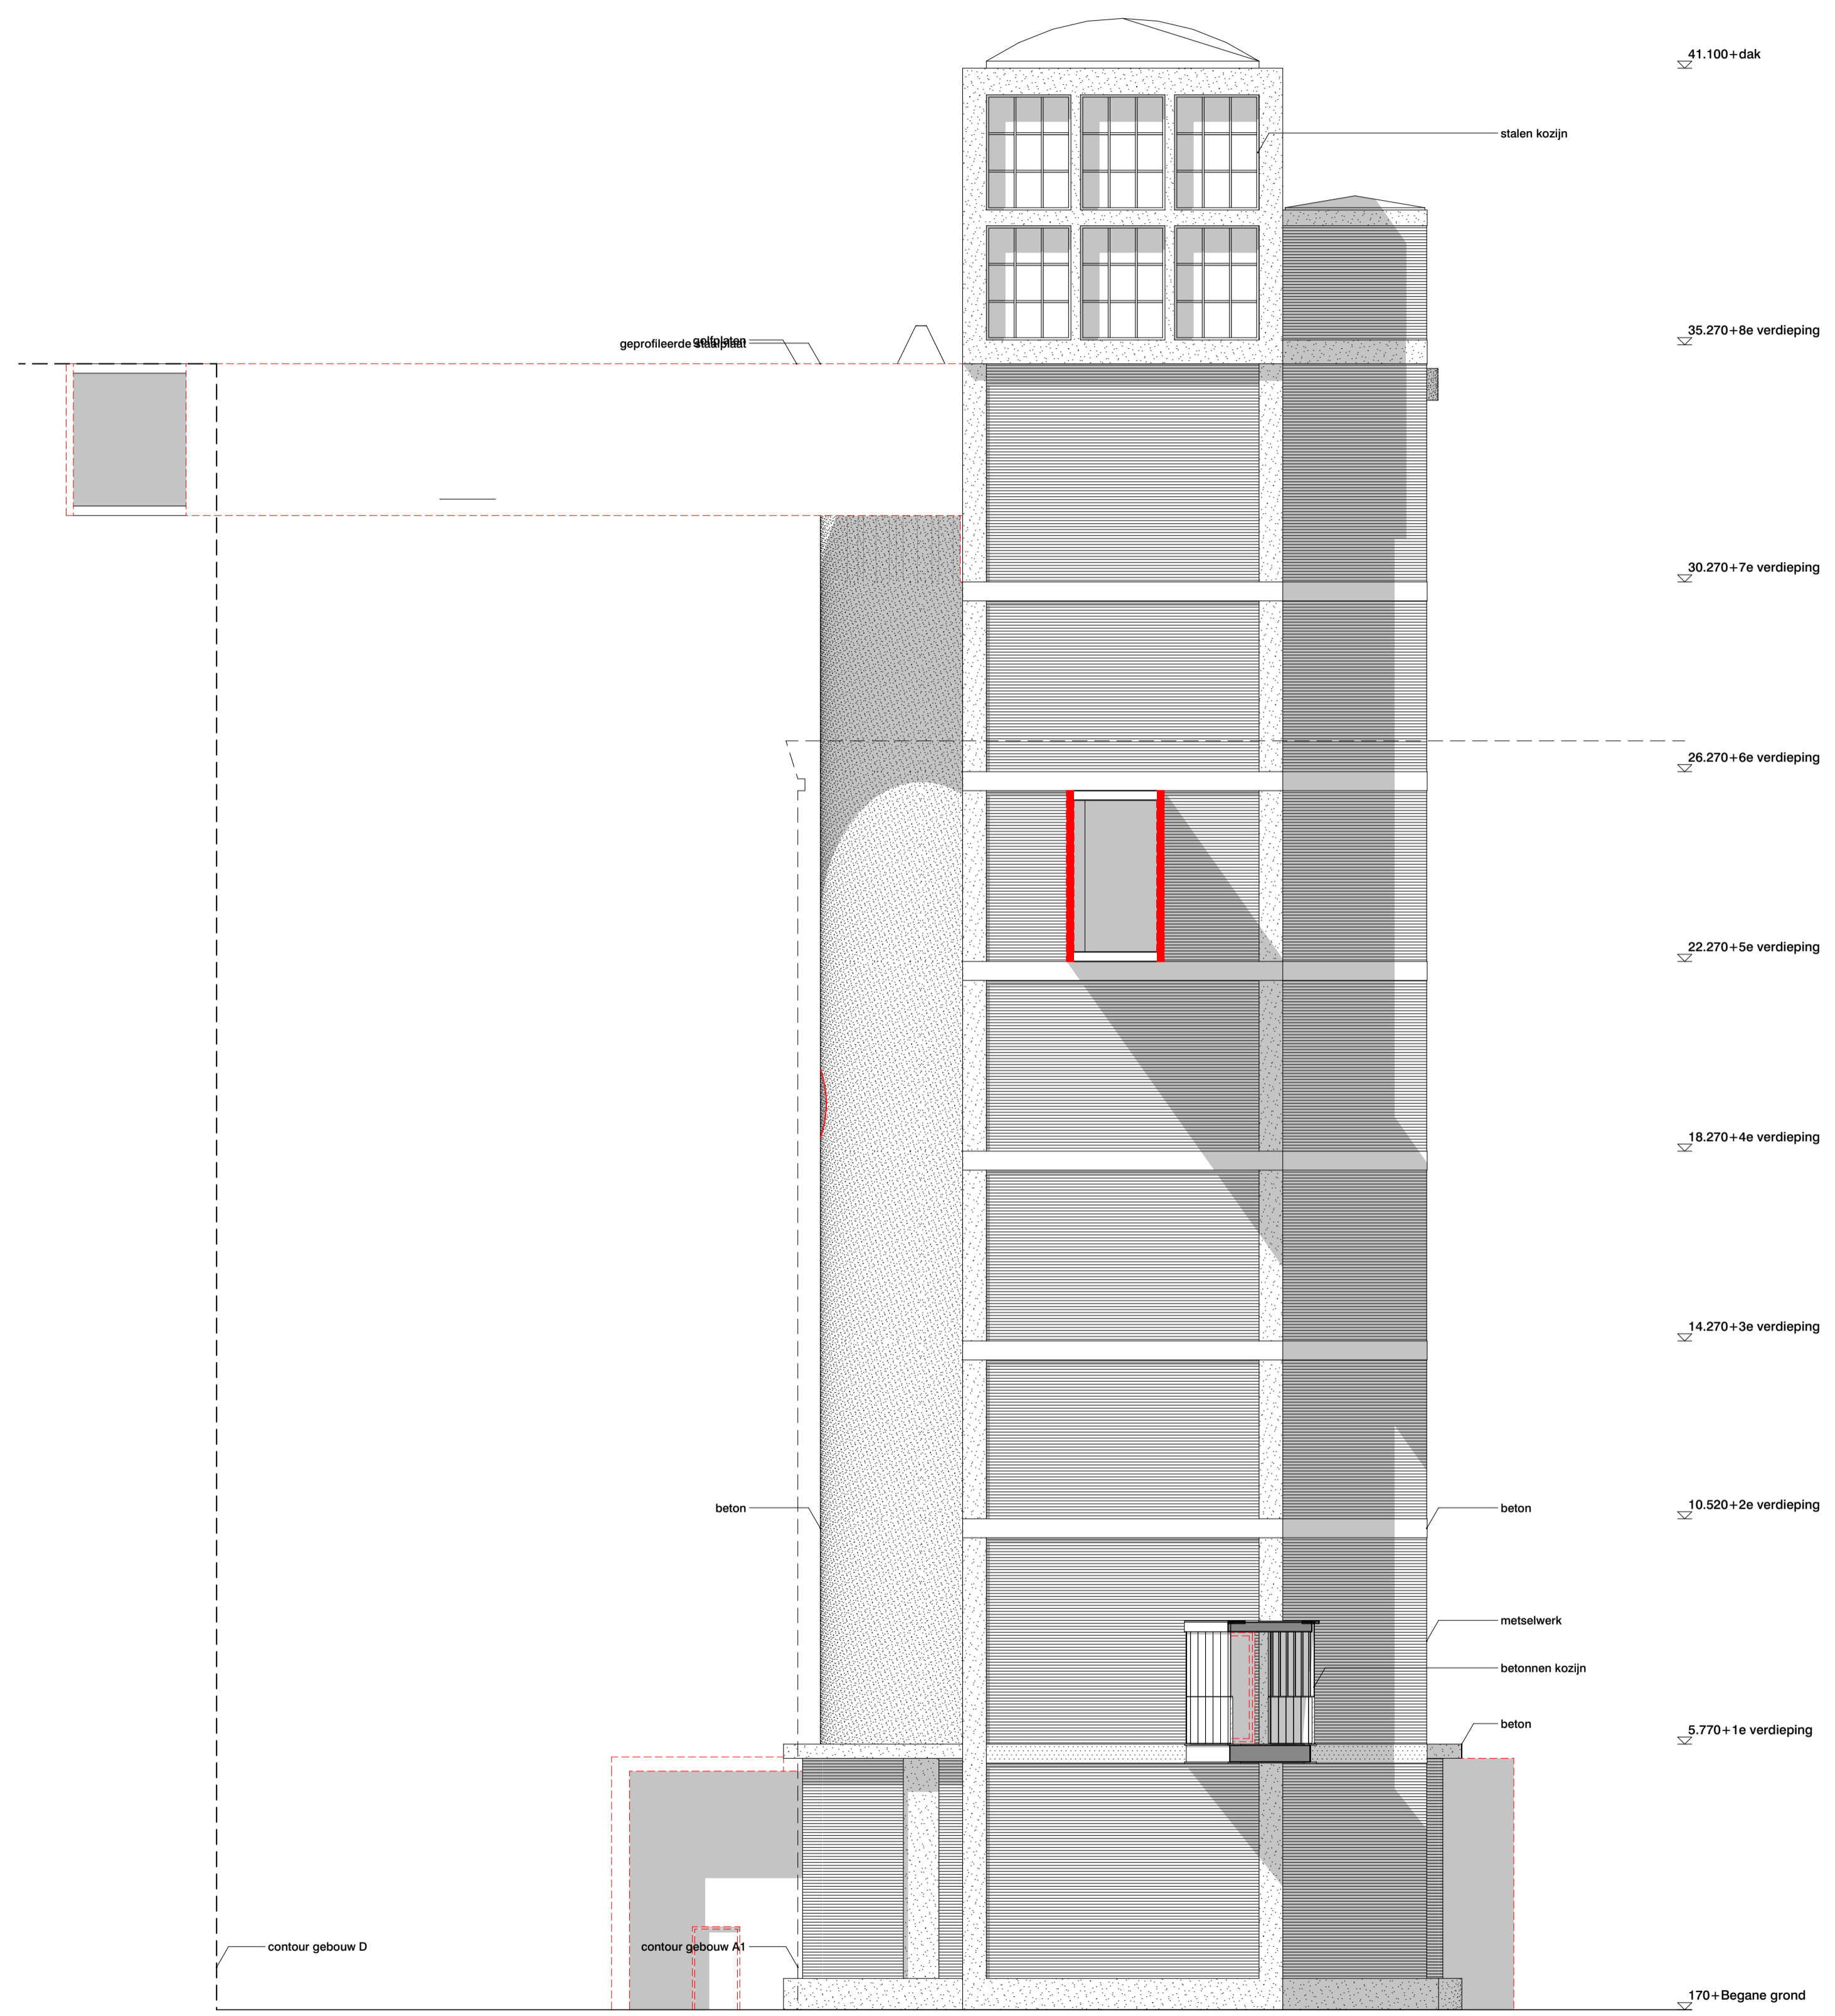 41.100+dak
stalen kozijn
35.270+8e verdieping
golfplaten
geprofileerde staalplaat
30.270+7e verdieping
26.270+6e verdieping
22.270+5e verdieping
18.270+4e verdieping
14.270+3e verdieping
10.520+2e verdieping
beton
beton
metselwerk
betonnen kozijn
beton
5.770+1e verdieping
contour gebouw D
contour gebouw A1
170+Begane grond